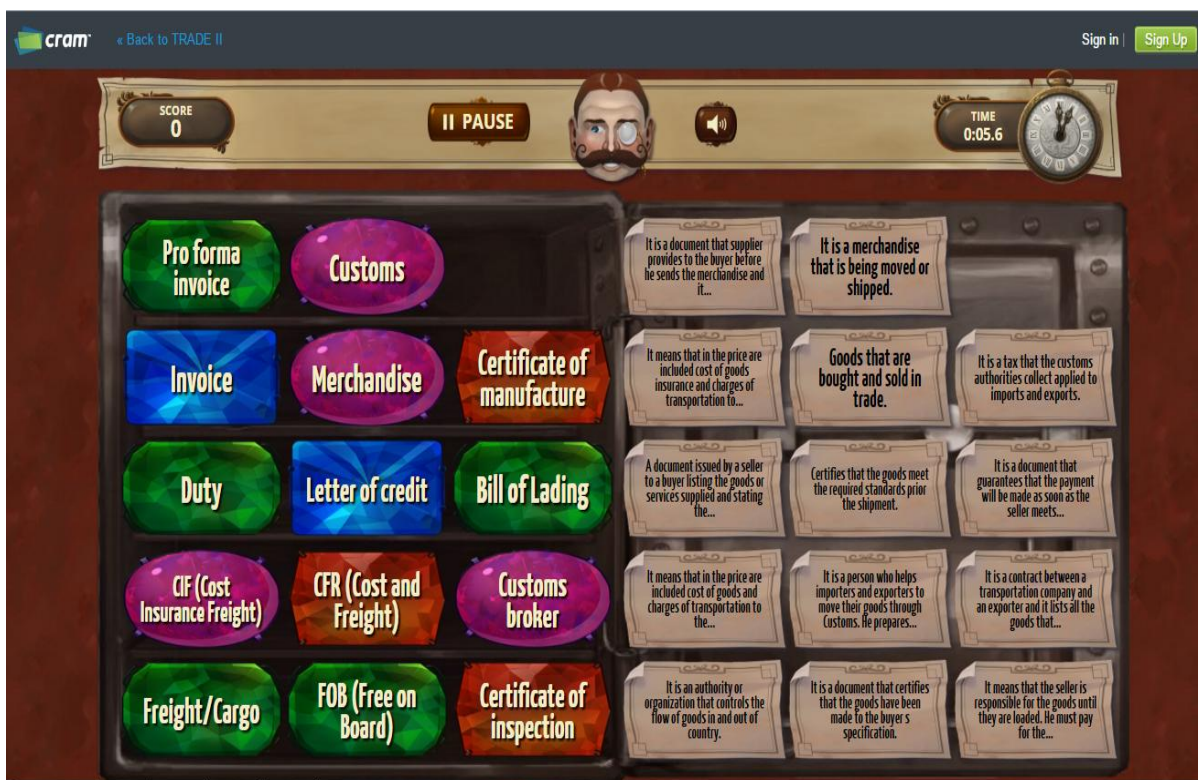 cram
« Back to TRADE II
Sign in |
Sign Up
SCORE
0
II PAUSE
TIME
0:05.6
Pro forma
invoice
Customs
It is a document that supplier
provides to the buyer before
he sends the merchandise and
it...
It is a merchandise
that is being moved or
shipped.
Invoice
Merchandise
Certificate of
manufacture
It means that in the price are
included cost of goods
insurance and charges of
transportation to...
Goods that are
bought and sold in
trade.
It is a tax that the customs
authorities collect applied to
imports and exports.
Duty
Letter of credit
Bill of Lading
A document issued by a seller
to a buyer listing the goods or
services supplied and stating
the...
Certifies that the goods meet
the required standards prior
the shipment.
It is a document that
guarantees that the payment
will be made as soon as the
seller meets...
CIF (Cost
Insurance Freight)
CFR (Cost and
Freight)
Customs
broker
It means that in the price are
included cost of goods and
charges of transportation to
the...
It is a person who helps
importers and exporters to
move their goods through
Customs. He prepares...
It is a contract between a
transportation company and
an exporter and it lists all the
goods that...
Freight/Cargo
FOB (Free on
Board)
Certificate of
inspection
It is an authority or
organization that controls the
flow of goods in and out of
country.
It is a document that certifies
that the goods have been
made to the buyer s
specification.
It means that the seller is
responsible for the goods until
they are loaded. He must pay
for the...